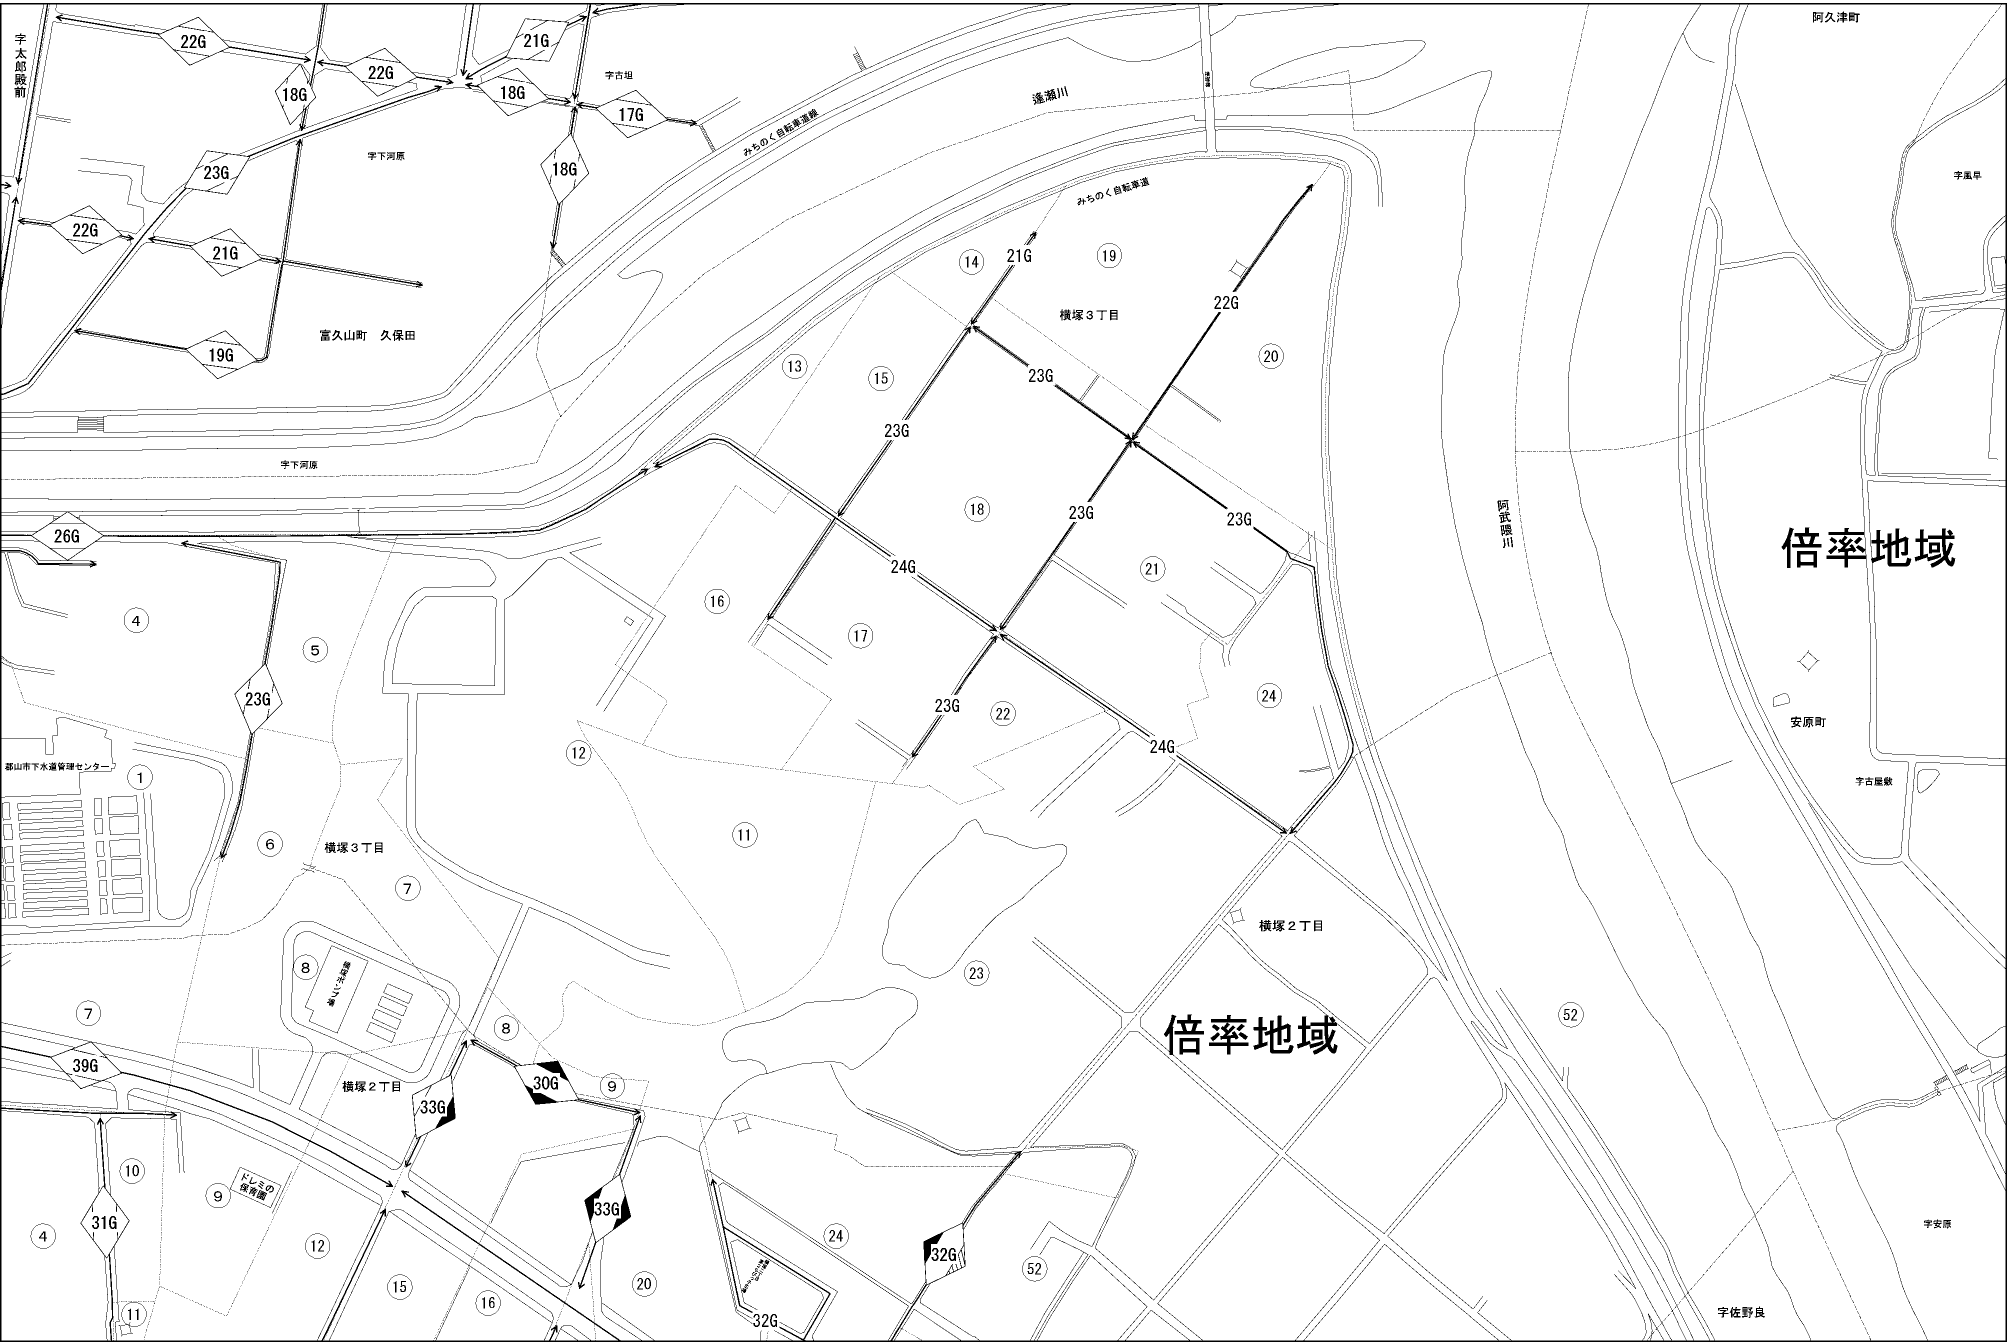 阿久津町
字太郎殿前
22G
21G
22G
字古坦
18G
18G
17G
逢瀬川
みちのく自転車道線
字下河原
23G
18G
字風早
みちのく自転車道
22G
21G
14
21G
19
22G
横塚3丁目
富久山町 久保田
19G
20
13
15
23G
23G
字下河原
18
23G
23G
阿武隈川
26G
倍率地域
24G
21
16
4
17
5
24
23G
23G
22
安原町
24G
12
郡山市下水道管理センター
1
字古屋敷
11
6
横塚3丁目
7
横塚2丁目
8
横塚ポンプ場
23
7
8
52
倍率地域
39G
横塚2丁目
30G
9
33G
10
ドレミの
保育園
9
33G
31G
4
12
24
32G
字安原
52
15
20
16
11
32G
字佐野良